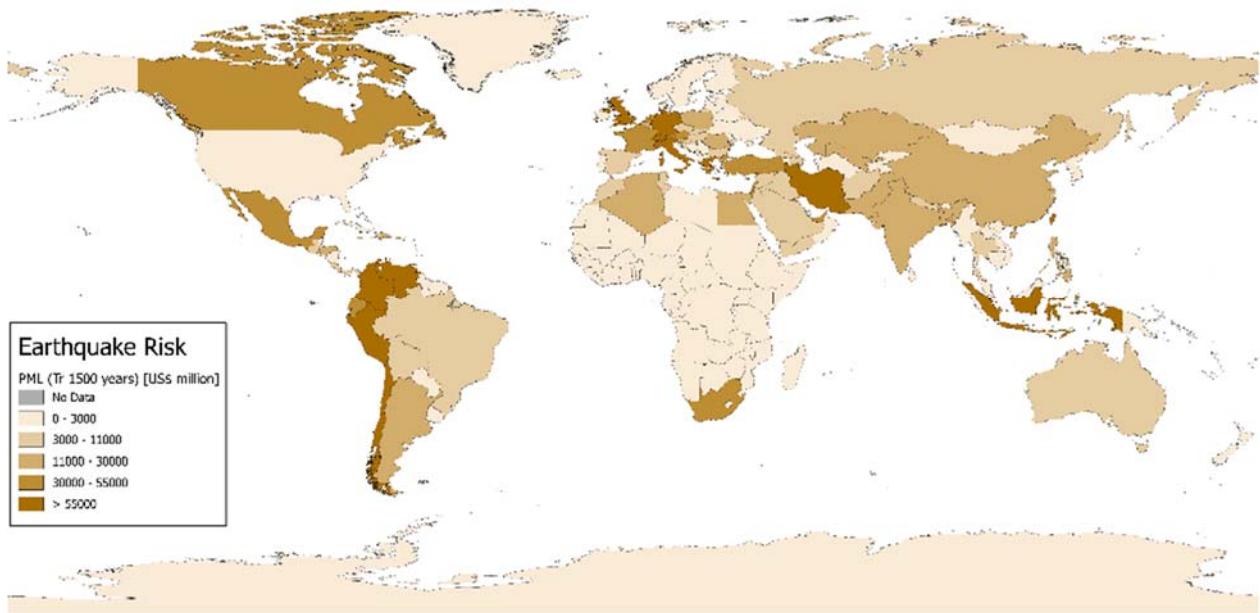 Earthquake Risk
PML (Tr 1500 years) [US$ million]
No Data
0 - 3000
3000 - 11000
11000 - 30000
30000 - 55000
> 55000